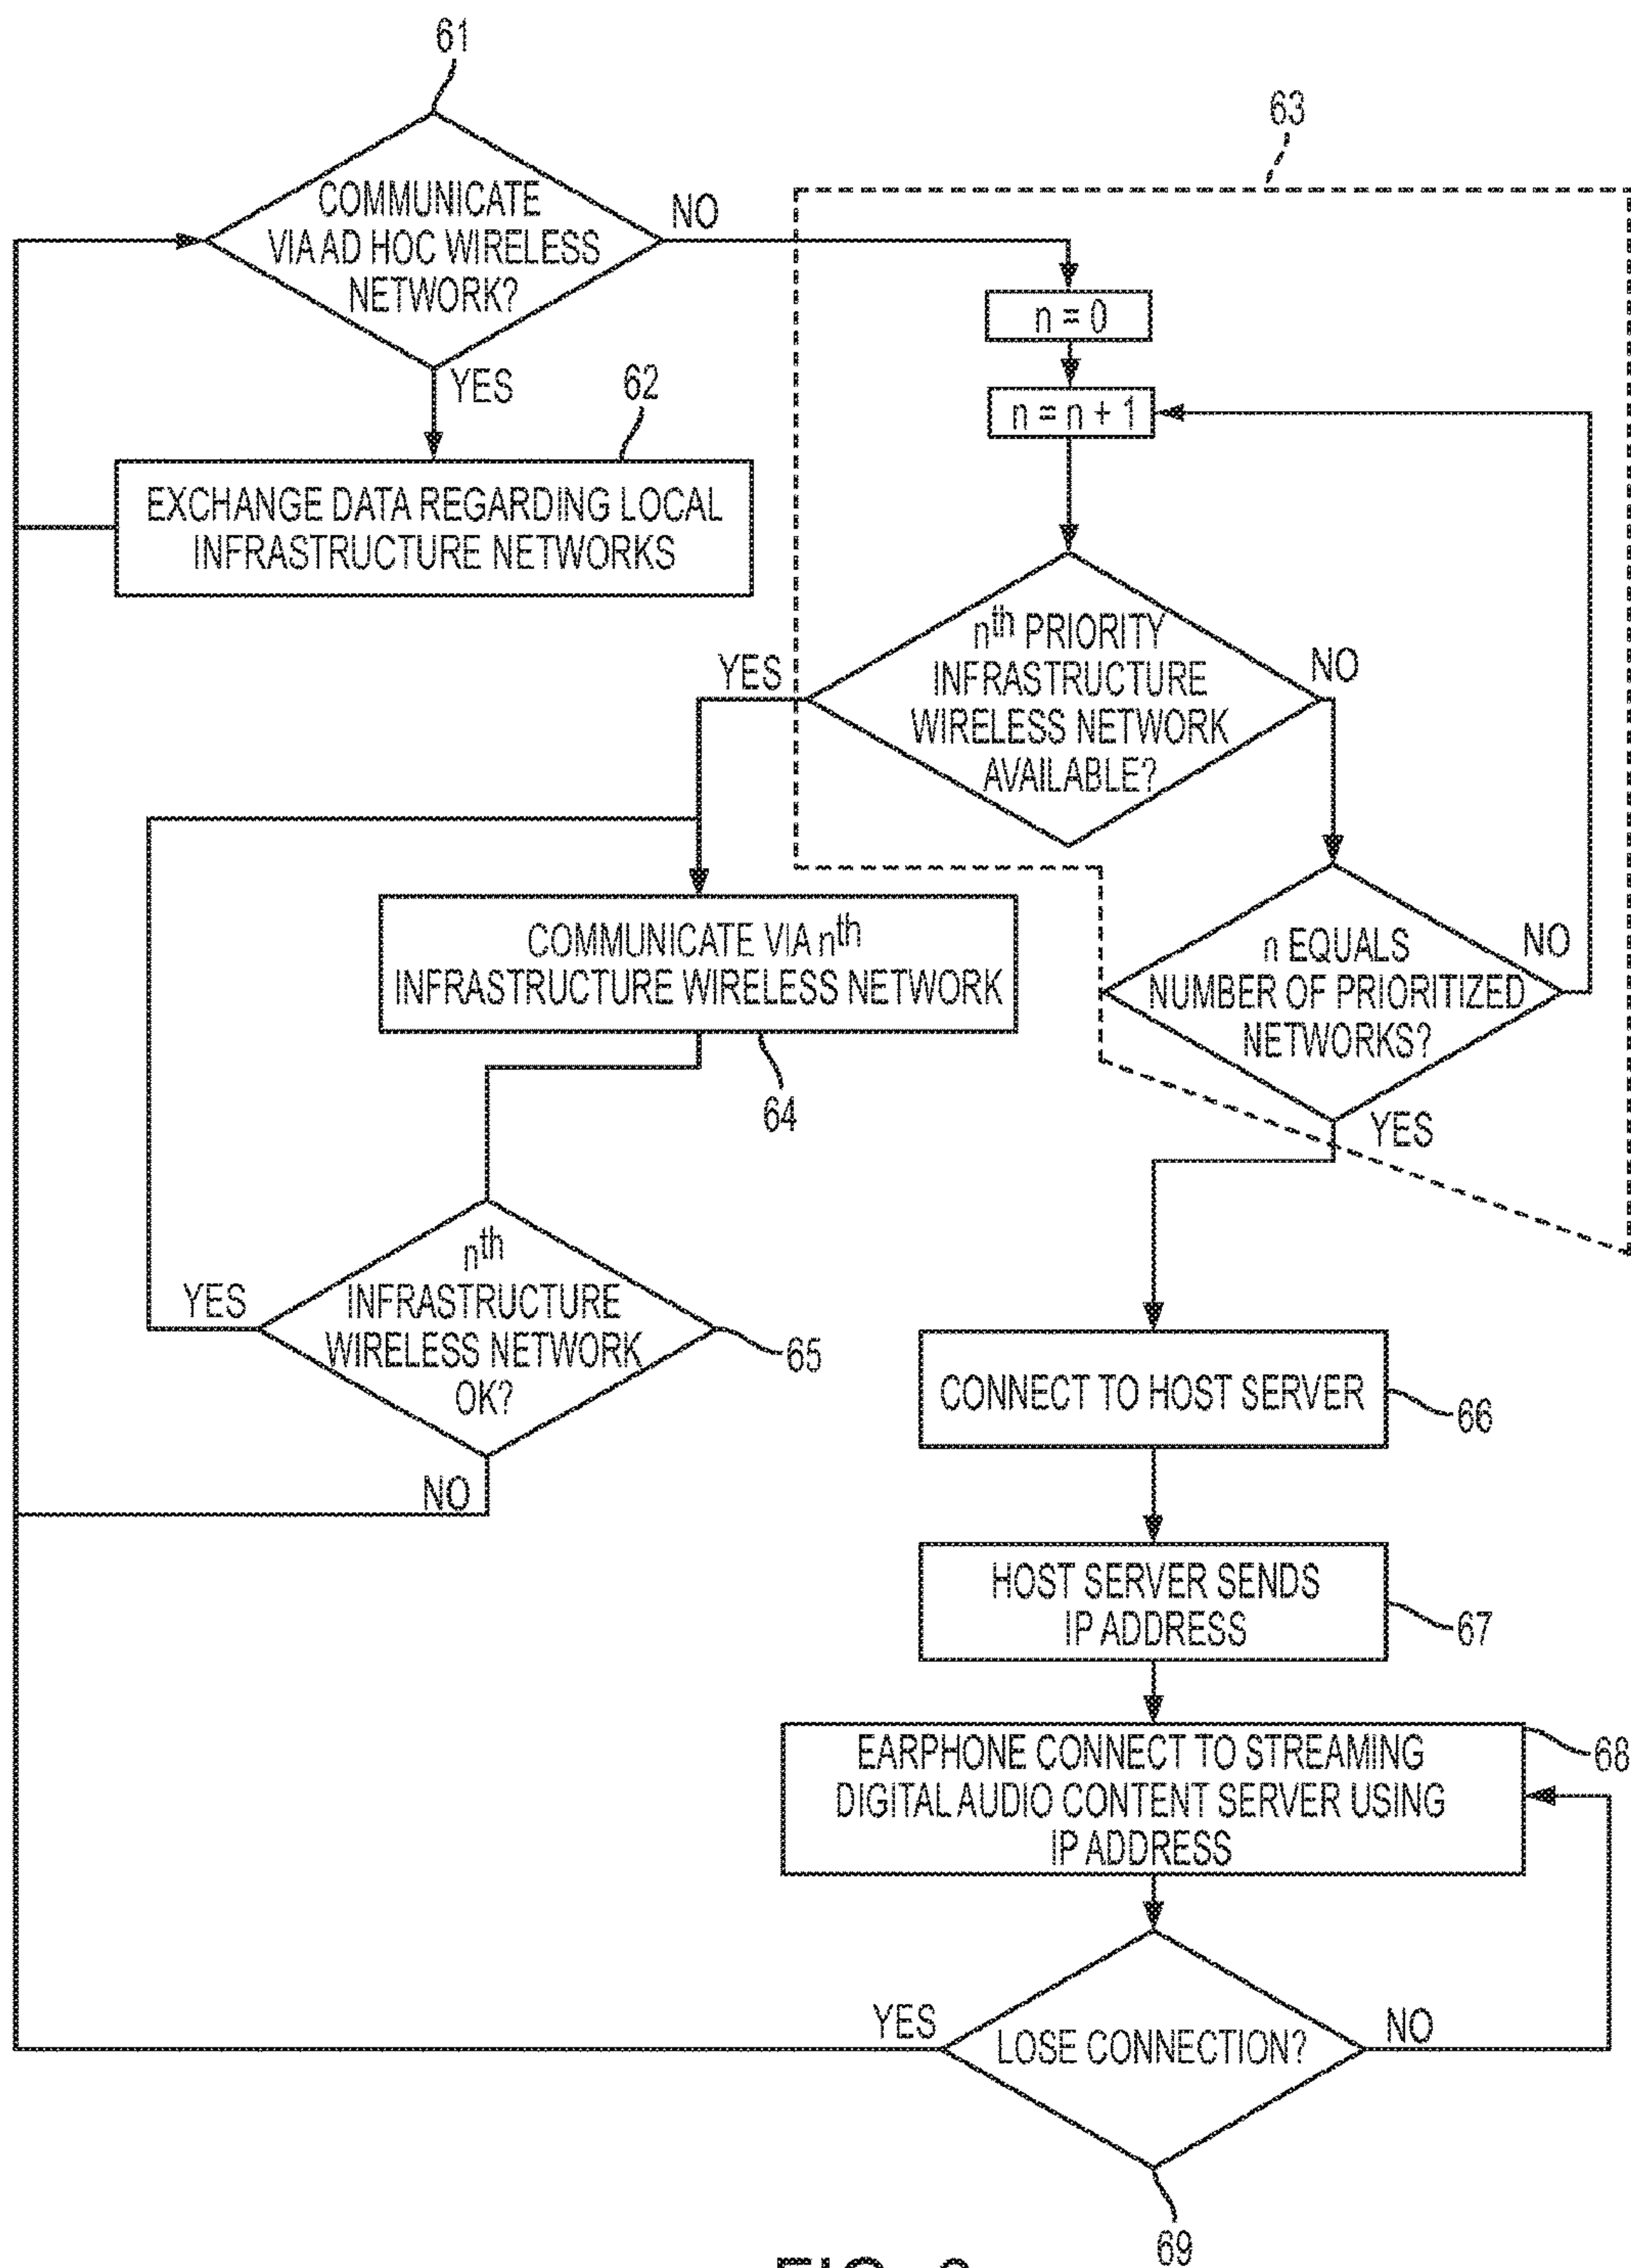 61
COMMUNICATE
VIA AD HOC WIRELESS
NETWORK?
NO
YES
62
EXCHANGE DATA REGARDING LOCAL
INFRASTRUCTURE NETWORKS
63
n = 0
n = n + 1
nth PRIORITY
INFRASTRUCTURE
WIRELESS NETWORK
AVAILABLE?
YES
NO
n EQUALS
NUMBER OF PRIORITIZED
NETWORKS?
NO
YES
COMMUNICATE VIA nth
INFRASTRUCTURE WIRELESS NETWORK
64
nth
INFRASTRUCTURE
WIRELESS NETWORK
OK?
YES
65
NO
CONNECT TO HOST SERVER
66
HOST SERVER SENDS
IP ADDRESS
67
EARPHONE CONNECT TO STREAMING
DIGITAL AUDIO CONTENT SERVER USING
IP ADDRESS
68
LOSE CONNECTION?
YES
NO
69